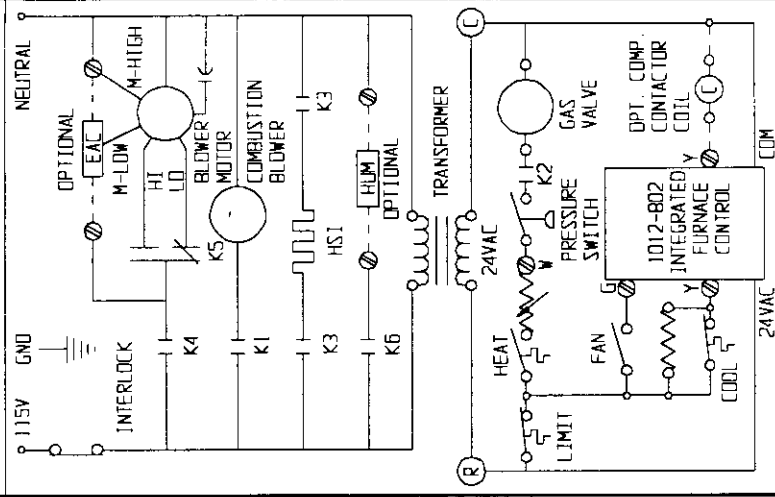 115V
GND
NEUTRAL
INTERLOCK
OPTIONAL
EAC
M-LOW
M-HIGH
HI
LO
K4
K5
BLOWER
MOTOR
K1
COMBUSTION
BLOWER
K3
HSI
K3
K6
HUM
OPTIONAL
TRANSFORMER
24VAC
R
C
LIMIT
HEAT
W
PRESSURE
SWITCH
K2
GAS
VALVE
FAN
G
COOL
Y
1012-802
INTEGRATED
FURNACE
CONTROL
Y
OPT. COMP.
CONTACTOR
COIL
C
24VAC
COM